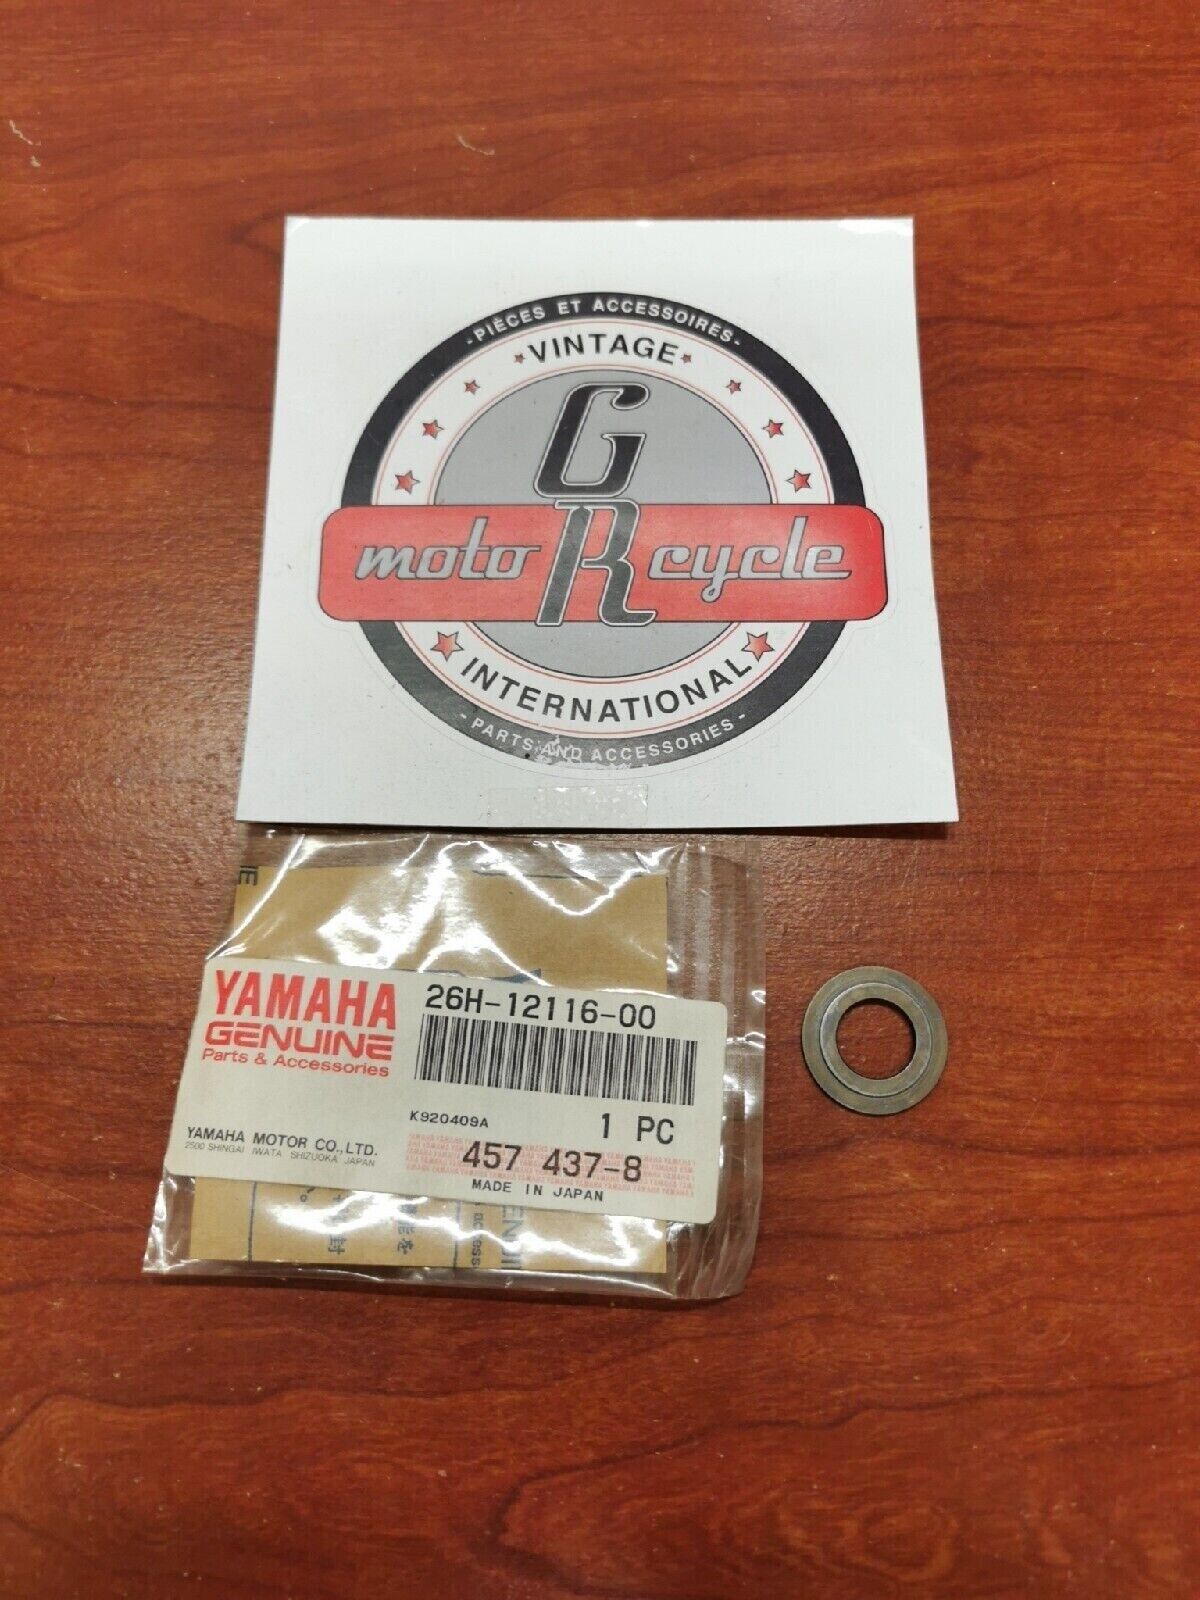 -PIÈCES ET ACCESSOIRES-
VINTAGE
GR
moto cycle
INTERNATIONAL
- PARTS AND ACCESSORIES -
YAMAHA
GENUINE
Parts & Accessories
26H-12116-00
K920409A
1 PC
YAMAHA MOTOR CO., LTD.
2500 SHINGAI IWATA SHIZUOKA JAPAN
457 437-8
MADE IN JAPAN